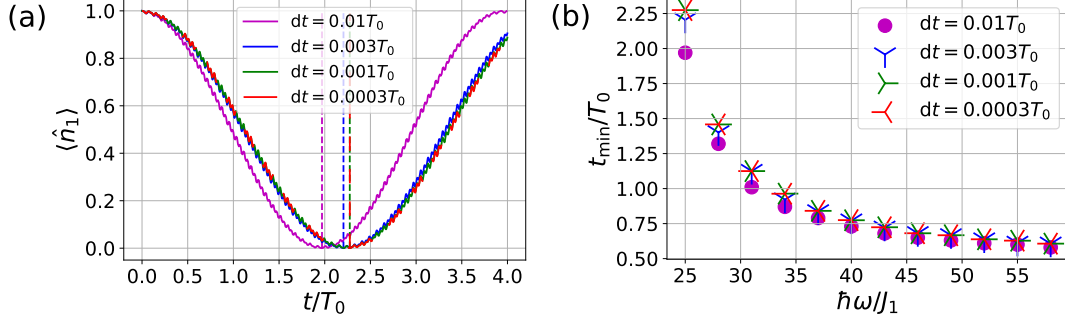 (a)
⟨n̂₁⟩
1.0
0.8
0.6
0.4
0.2
0.0
dt = 0.01T₀
dt = 0.003T₀
dt = 0.001T₀
dt = 0.0003T₀
0.0 0.5 1.0 1.5 2.0 2.5 3.0 3.5 4.0
t/T₀
(b)
t_min/T₀
2.25
2.00
1.75
1.50
1.25
1.00
0.75
0.50
dt = 0.01T₀
dt = 0.003T₀
dt = 0.001T₀
dt = 0.0003T₀
25 30 35 40 45 50 55
ħω/J₁